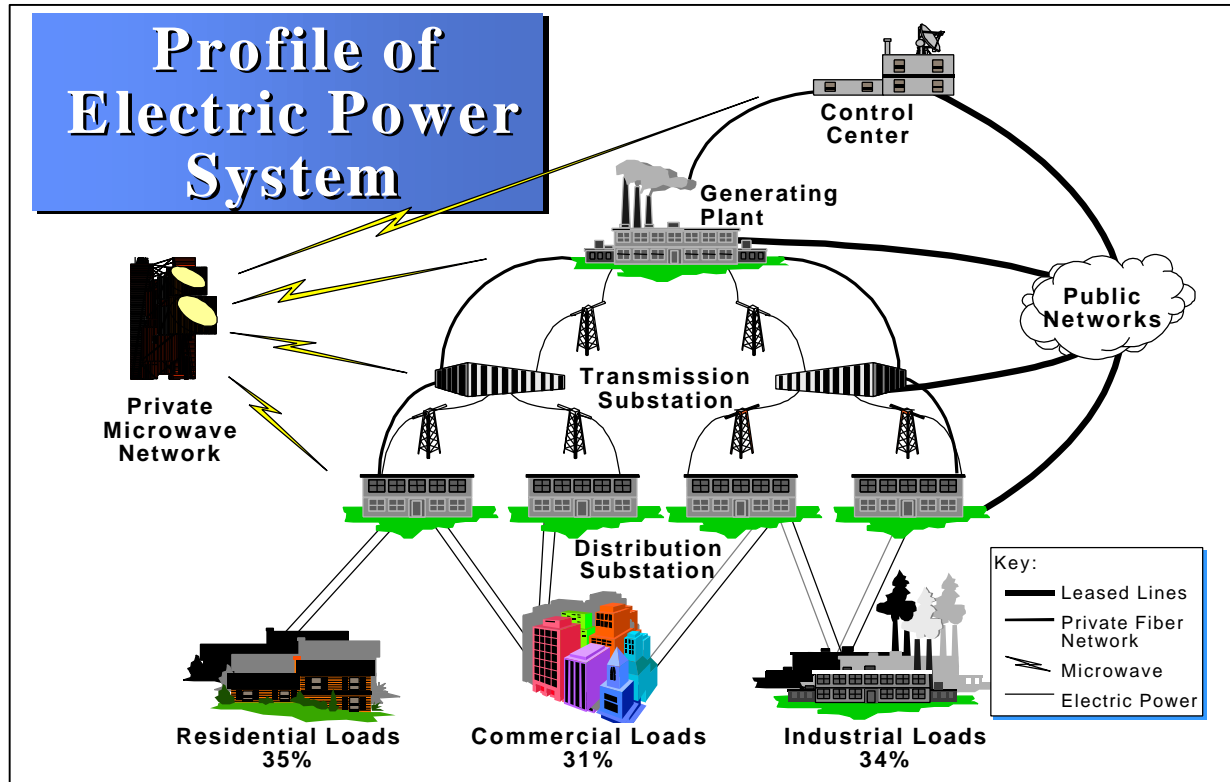 Profile of
Electric Power
System
Control
Center
Generating
Plant
Public
Networks
Private
Microwave
Network
Transmission
Substation
Distribution
Substation
Key:
Leased Lines
Private Fiber
Network
Microwave
Electric Power
Residential Loads
35%
Commercial Loads
31%
Industrial Loads
34%